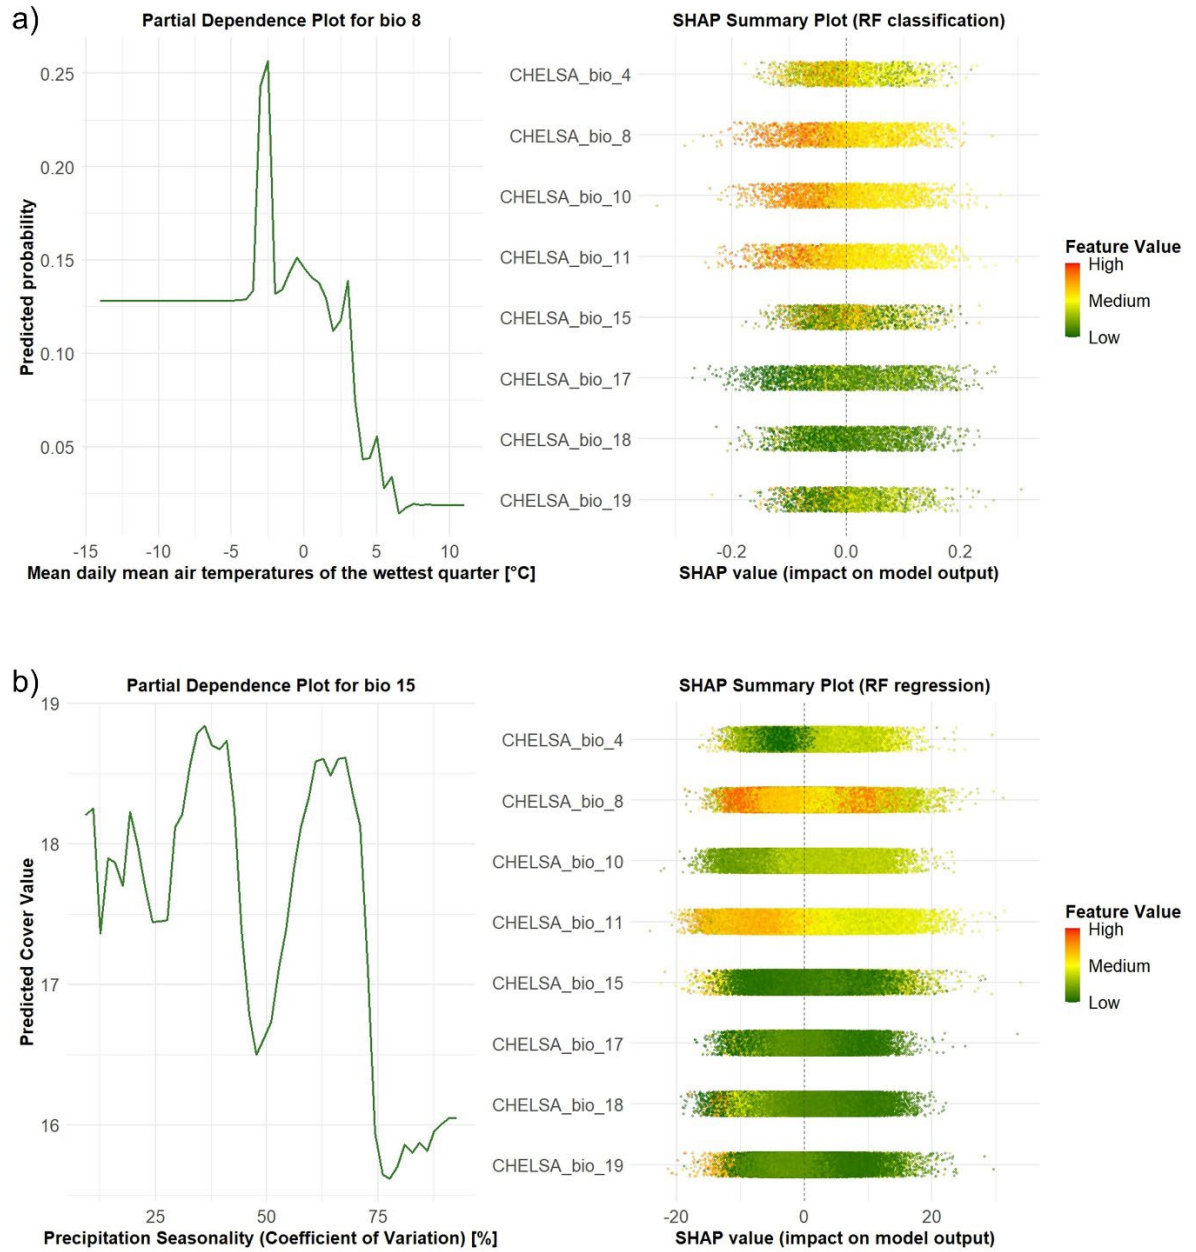 a)
Partial Dependence Plot for bio 8
SHAP Summary Plot (RF classification)
0.25
0.20
0.15
0.10
0.05
Predicted probability
-15
-10
-5
0
5
10
Mean daily mean air temperatures of the wettest quarter [°C]
CHELSA_bio_4
CHELSA_bio_8
CHELSA_bio_10
CHELSA_bio_11
CHELSA_bio_15
CHELSA_bio_17
CHELSA_bio_18
CHELSA_bio_19
-0.2
0.0
0.2
SHAP value (impact on model output)
Feature Value
High
Medium
Low
b)
Partial Dependence Plot for bio 15
SHAP Summary Plot (RF regression)
19
18
17
16
Predicted Cover Value
25
50
75
Precipitation Seasonality (Coefficient of Variation) [%]
CHELSA_bio_4
CHELSA_bio_8
CHELSA_bio_10
CHELSA_bio_11
CHELSA_bio_15
CHELSA_bio_17
CHELSA_bio_18
CHELSA_bio_19
-20
0
20
SHAP value (impact on model output)
Feature Value
High
Medium
Low